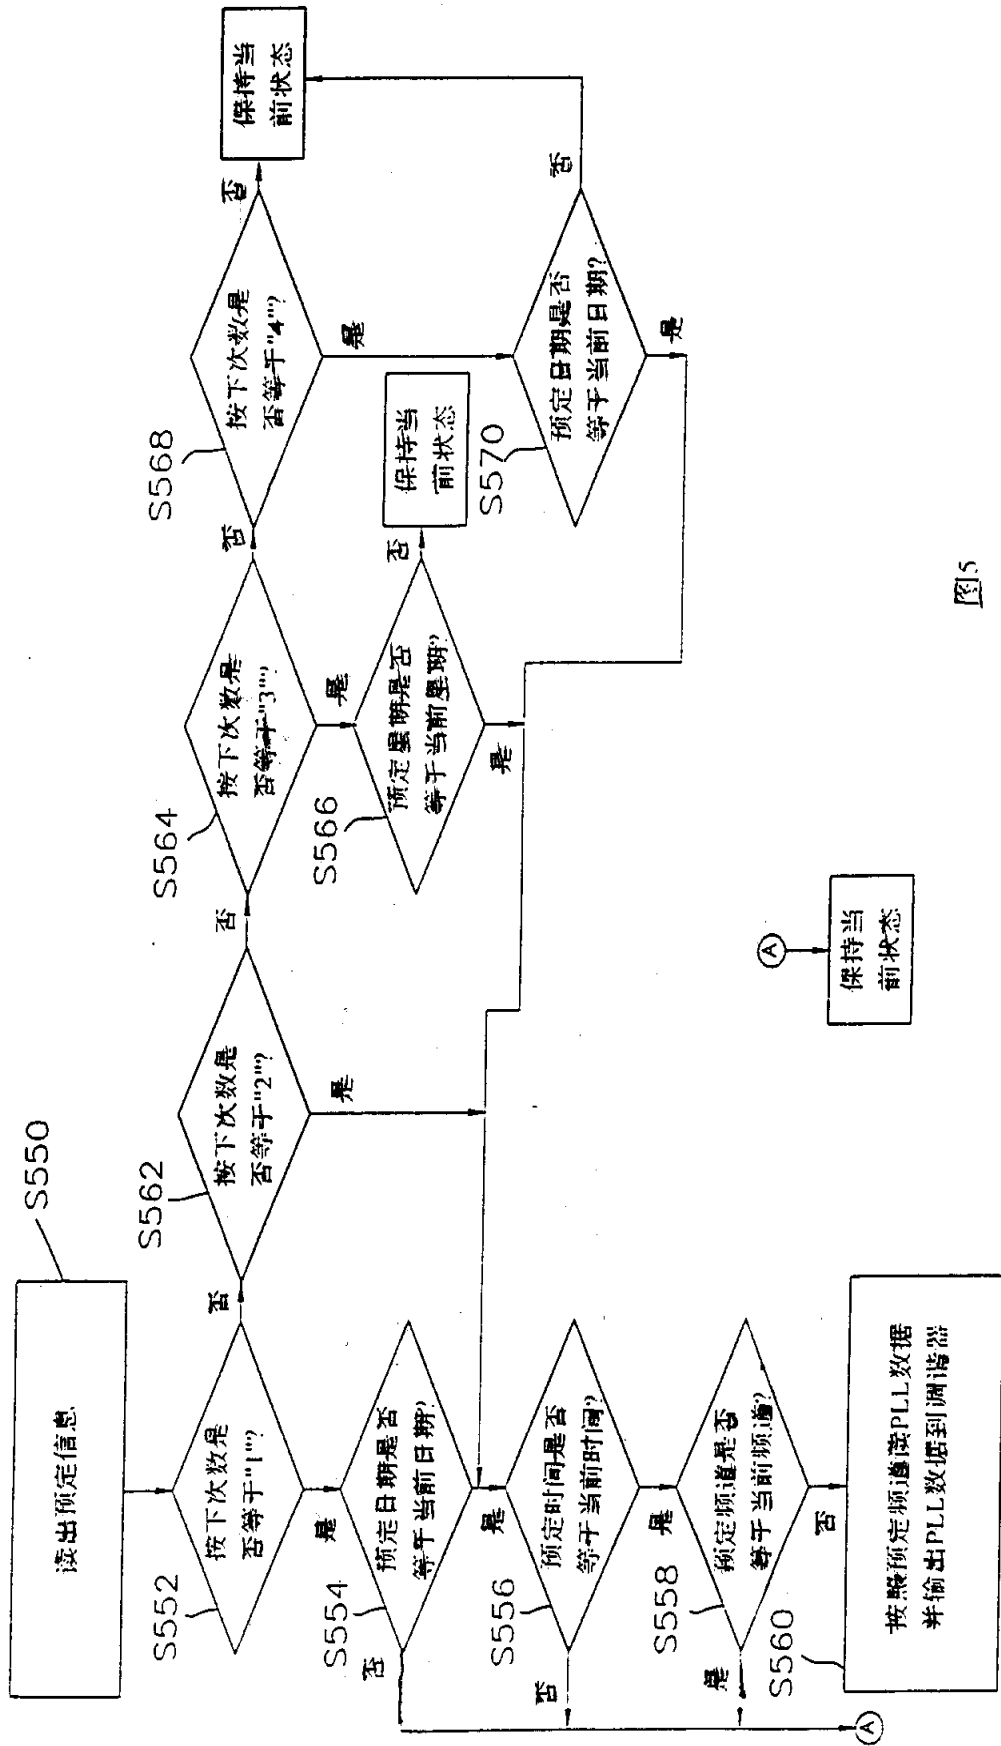 读出预定信息
S550
按下次数是
否等于"1"?
S552
是
否
预定日期是否
等于当前日期?
S554
否
是
预定时间是否
等于当前时间?
S556
否
是
预定频道是否
等于当前频道?
S558
是
否
按照预定频道读PLL数据
并输出PLL数据到调谐器
S560
A
按下次数是
否等于"2"?
S562
是
否
按下次数是
否等于"3"?
S564
是
否
预定星期是否
等于当前星期?
S566
是
否
保持当
前状态
按下次数是
否等于"4"?
S568
是
否
保持当
前状态
预定日期是否
等于当前日期?
S570
是
否
A
保持当
前状态
图5